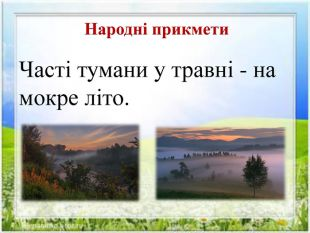 Народні прикмети
Часті тумани у травні - на
мокре літо.